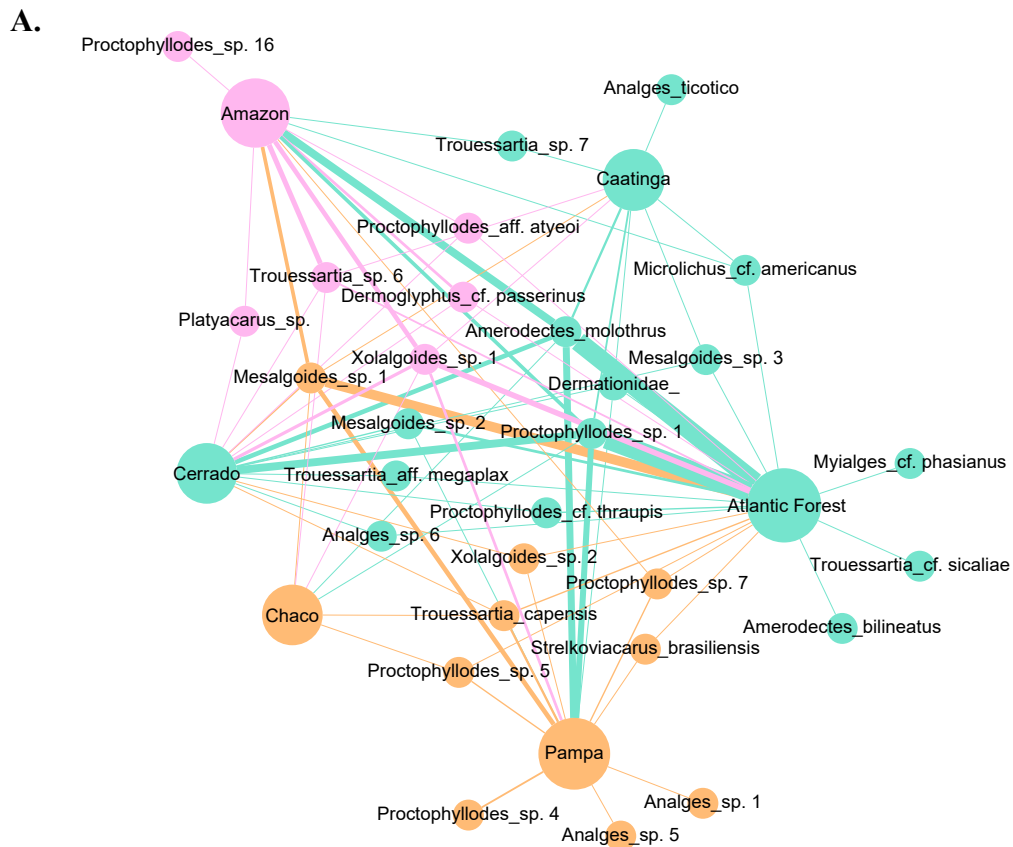 A.
Proctophyllodes_sp. 16
Amazon
Analges_ticotico
Trouessartia_sp. 7
Caatinga
Proctophyllodes_aff. atyeoi
Microlichus_cf. americanus
Trouessartia_sp. 6
Dermoglyphus_cf. passerinus
Platyacarus_sp.
Amerodectes_molothrus
Xolalgoides_sp. 1
Mesalgoides_sp. 3
Mesalgoides_sp. 1
Dermationidae_
Mesalgoides_sp. 2
Proctophyllodes_sp. 1
Myialges_cf. phasianus
Cerrado
Trouessartia_aff. megaplax
Atlantic Forest
Proctophyllodes_cf. thraupis
Analges_sp. 6
Xolalgoides_sp. 2
Trouessartia_cf. sicaliae
Proctophyllodes_sp. 7
Chaco
Trouessartia_capensis
Amerodectes_bilineatus
Strelkoviacarus_brasiliensis
Proctophyllodes_sp. 5
Pampa
Analges_sp. 1
Proctophyllodes_sp. 4
Analges_sp. 5